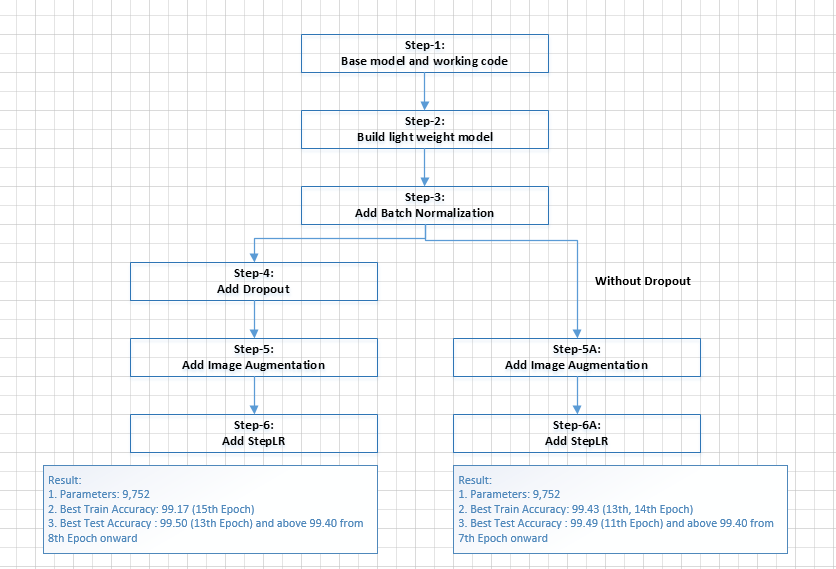 Step-1:
Base model and working code
Step-2:
Build light weight model
Step-3:
Add Batch Normalization
Step-4:
Add Dropout
Without Dropout
Step-5:
Add Image Augmentation
Step-5A:
Add Image Augmentation
Step-6:
Add StepLR
Step-6A:
Add StepLR
Result:
1. Parameters: 9,752
2. Best Train Accuracy: 99.17 (15th Epoch)
3. Best Test Accuracy : 99.50 (13th Epoch) and above 99.40 from
8th Epoch onward
Result:
1. Parameters: 9,752
2. Best Train Accuracy: 99.43 (13th, 14th Epoch)
3. Best Test Accuracy : 99.49 (11th Epoch) and above 99.40 from
7th Epoch onward